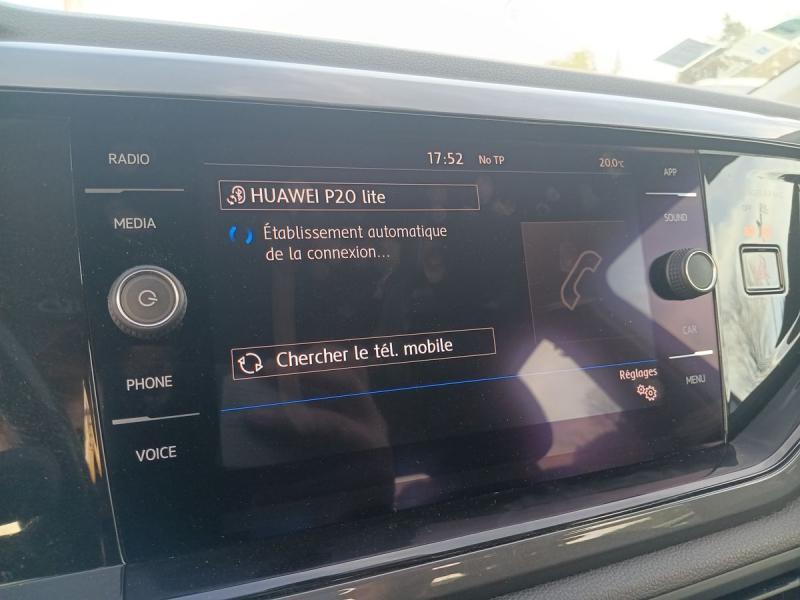 RADIO
17:52 No TP 20.0°C
APP
HUAWEI P20 lite
MEDIA
SOUND
Établissement automatique
de la connexion...
Chercher le tél. mobile
CAR
PHONE
Réglages
MENU
VOICE